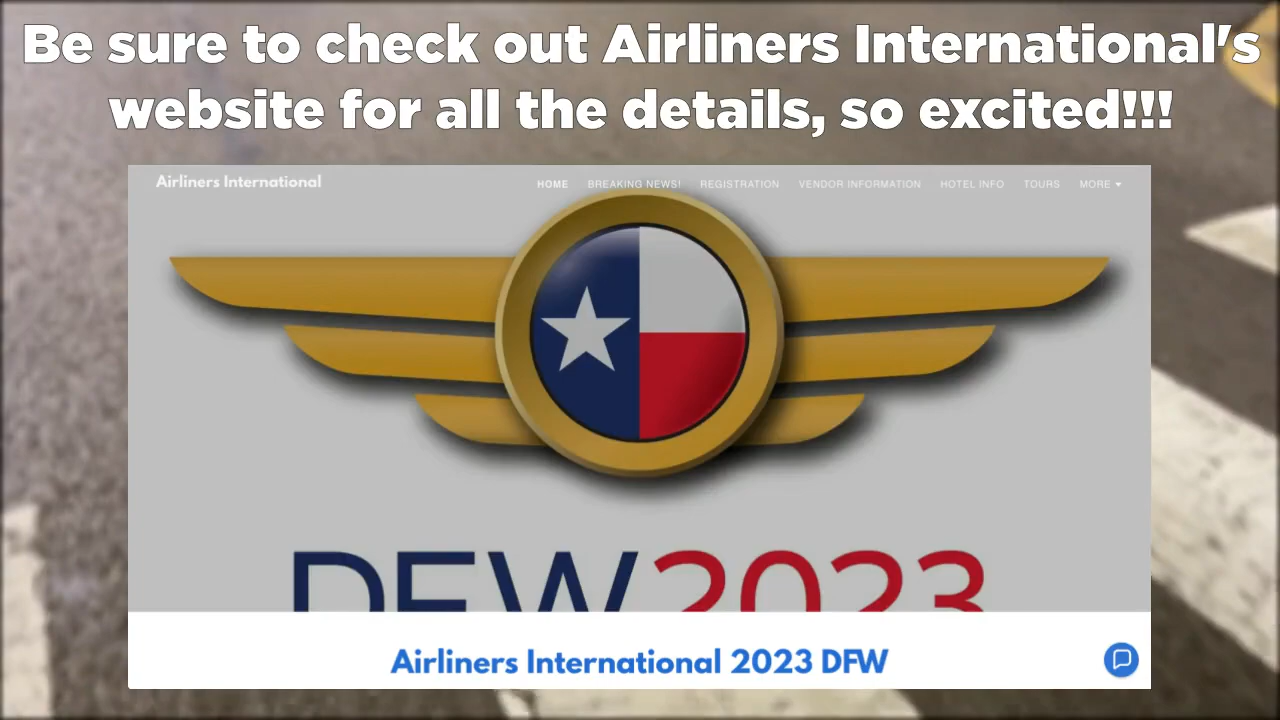 Be sure to check out Airliners International's
website for all the details, so excited!!!
Airliners International
HOME BREAKING NEWS! REGISTRATION VENDOR INFORMATION HOTEL INFO TOURS MORE
DFW2023
Airliners International 2023 DFW